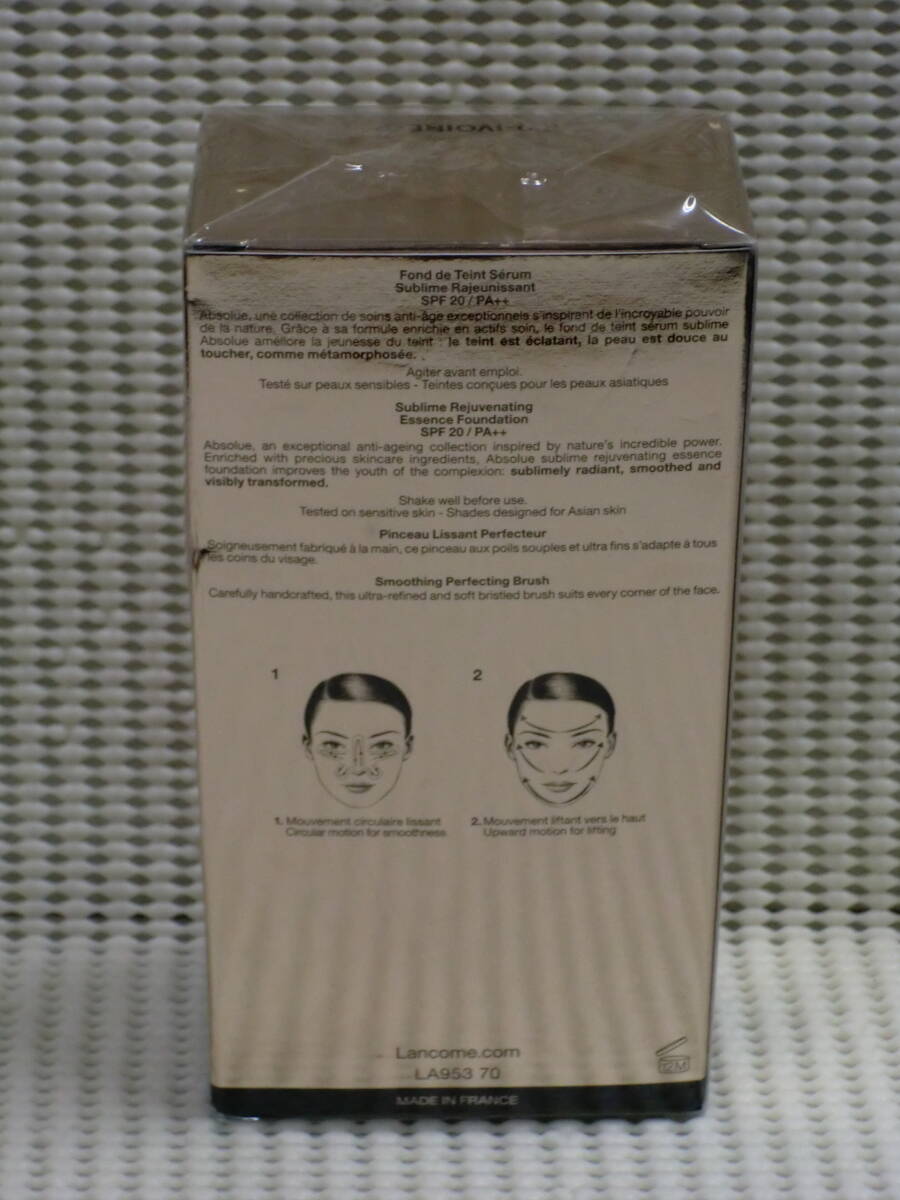 Fond de Teint Sérum
Sublime Rajeunissant
SPF 20 / PA++
Absolue, une collection de soins anti-âge exceptionnels s'inspirant de l'incroyable pouvoir
de la nature. Grâce à sa formule enrichie en actifs soin, le fond de teint sérum sublime
Absolue améliore la jeunesse du teint : le teint est éclatant, la peau est douce au
toucher, comme métamorphosée.
Agiter avant emploi.
Testé sur peaux sensibles - Teintes conçues pour les peaux asiatiques
Sublime Rejuvenating
Essence Foundation
SPF 20 / PA++
Absolue, an exceptional anti-ageing collection inspired by nature's incredible power.
Enriched with precious skincare ingredients, Absolue sublime rejuvenating essence
foundation improves the youth of the complexion: sublimely radiant, smoothed and
visibly transformed.
Shake well before use.
Tested on sensitive skin - Shades designed for Asian skin
Pinceau Lissant Perfecteur
Soigneusement fabriqué à la main, ce pinceau aux poils souples et ultra fins s'adapte à tous
les coins du visage.
Smoothing Perfecting Brush
Carefully handcrafted, this ultra-refined and soft bristled brush suits every corner of the face.
1 2
1. Mouvement circulaire lissant
Circular motion for smoothness
2. Mouvement liftant vers le haut
Upward motion for lifting
Lancome.com
LA953 70
12M
MADE IN FRANCE